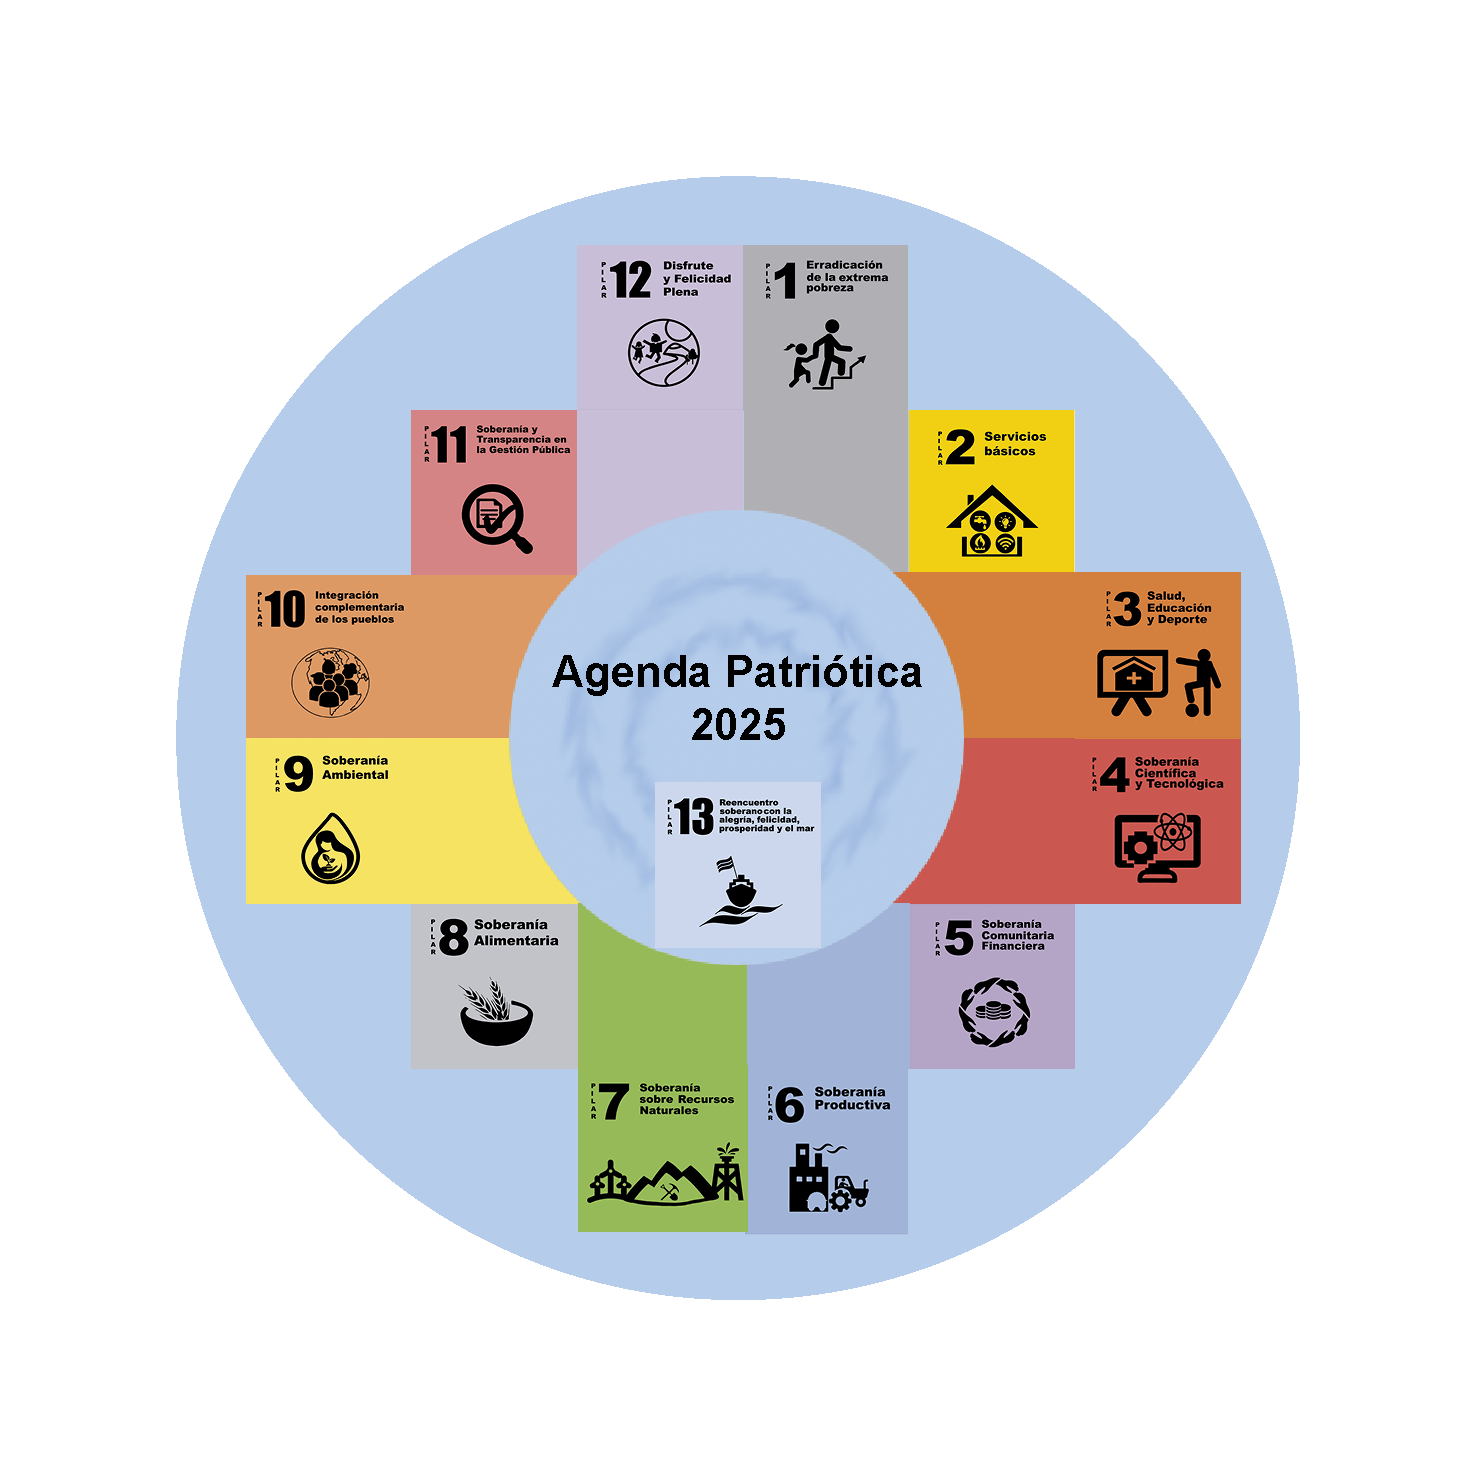 Agenda Patriótica
2025
PILAR
1
Erradicación
de la extrema
pobreza
PILAR
2
Servicios
básicos
PILAR
3
Salud,
Educación
y Deporte
PILAR
4
Soberanía
Científica
y Tecnológica
PILAR
5
Soberanía
Comunitaria
Financiera
PILAR
6
Soberanía
Productiva
PILAR
7
Soberanía
sobre Recursos
Naturales
PILAR
8
Soberanía
Alimentaria
PILAR
9
Soberanía
Ambiental
PILAR
10
Integración
complementaria
de los pueblos
PILAR
11
Soberanía y
Transparencia en
la Gestión Pública
PILAR
12
Disfrute
y Felicidad
Plena
PILAR
13
Reencuentro
soberano con la
alegría, felicidad,
prosperidad y el mar